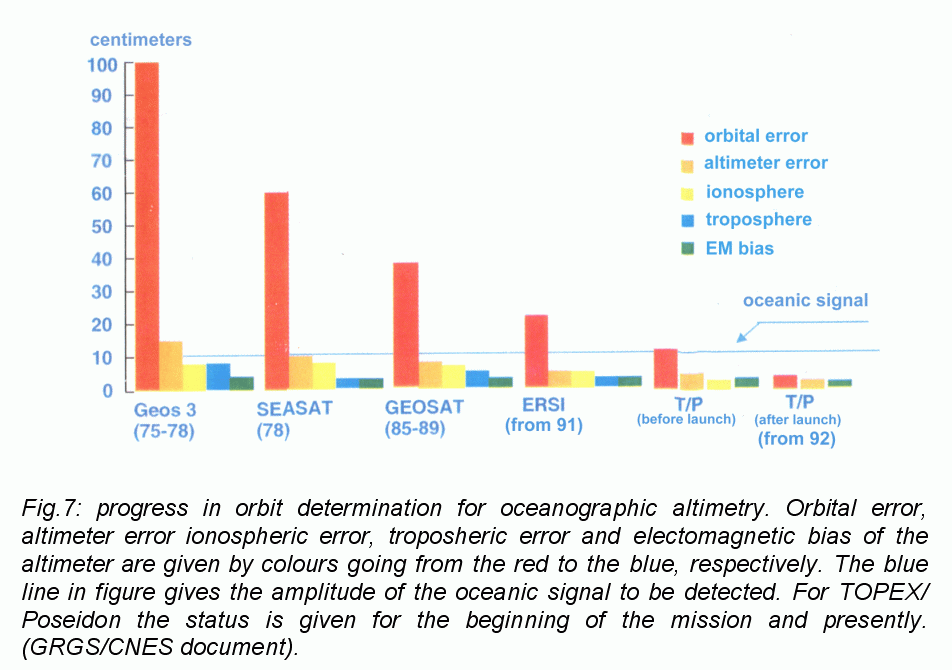 centimeters
100
90
80
70
60
50
40
30
20
10
0
orbital error
altimeter error
ionosphere
troposphere
EM bias
oceanic signal
Geos 3
(75-78)
SEASAT
(78)
GEOSAT
(85-89)
ERSI
(from 91)
T/P
(before launch)
T/P
(after launch)
(from 92)
Fig.7: progress in orbit determination for oceanographic altimetry. Orbital error,
altimeter error ionospheric error, troposheric error and electomagnetic bias of the
altimeter are given by colours going from the red to the blue, respectively. The blue
line in figure gives the amplitude of the oceanic signal to be detected. For TOPEX/
Poseidon the status is given for the beginning of the mission and presently.
(GRGS/CNES document).